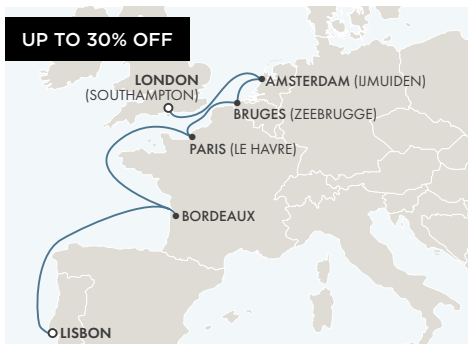 UP TO 30% OFF
LONDON
(SOUTHAMPTON)
AMSTERDAM (IJMUIDEN)
BRUGES (ZEEBRUGGE)
PARIS (LE HAVRE)
BORDEAUX
LISBON